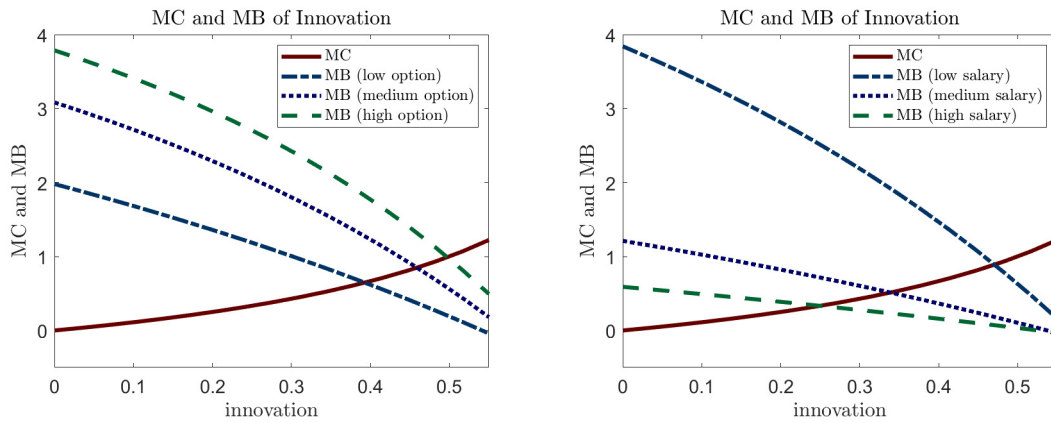 MC and MB of Innovation
4
3
2
1
0
MC and MB
MC
MB (low option)
MB (medium option)
MB (high option)
0
0.1
0.2
0.3
0.4
0.5
innovation
MC and MB of Innovation
4
3
2
1
0
MC and MB
MC
MB (low salary)
MB (medium salary)
MB (high salary)
0
0.1
0.2
0.3
0.4
0.5
innovation